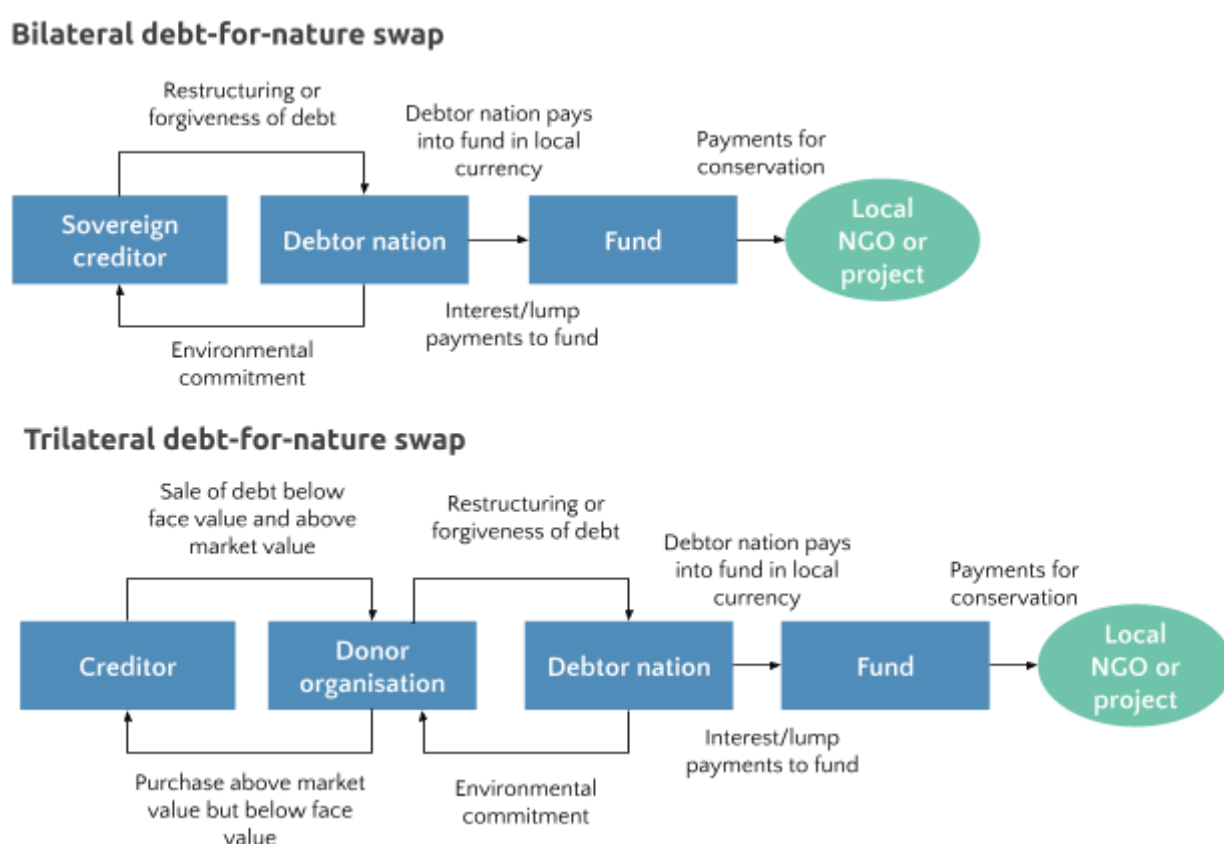 Bilateral debt-for-nature swap
Restructuring or
forgiveness of debt
Debtor nation pays
into fund in local
currency
Payments for
conservation
Sovereign
creditor
Debtor nation
Fund
Local
NGO or
project
Interest/lump
payments to fund
Environmental
commitment
Trilateral debt-for-nature swap
Sale of debt below
face value and above
market value
Restructuring or
forgiveness of debt
Debtor nation pays
into fund in local
currency
Payments for
conservation
Creditor
Donor
organisation
Debtor nation
Fund
Local
NGO or
project
Interest/lump
payments to fund
Purchase above market
value but below face
value
Environmental
commitment